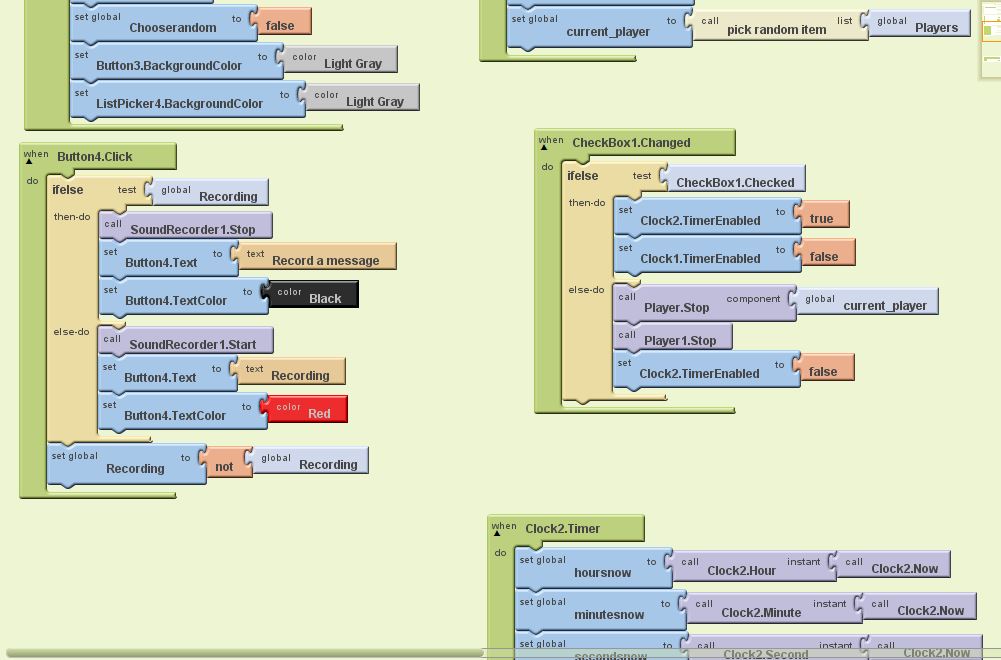 set global Chooserandom to false
set Button3.BackgroundColor to color Light Gray
set ListPicker4.BackgroundColor to color Light Gray
set global current_player to call pick random item list global Players
when Button4.Click
do ifelse test global Recording
then-do call SoundRecorder1.Stop
set Button4.Text to text Record a message
set Button4.TextColor to color Black
else-do call SoundRecorder1.Start
set Button4.Text to text Recording
set Button4.TextColor to color Red
set global Recording to not global Recording
when CheckBox1.Changed
do ifelse test CheckBox1.Checked
then-do set Clock2.TimerEnabled to true
set Clock1.TimerEnabled to false
else-do call Player.Stop component global current_player
call Player1.Stop
set Clock2.TimerEnabled to false
when Clock2.Timer
do set global hoursnow to call Clock2.Hour instant call Clock2.Now
set global minutesnow to call Clock2.Minute instant call Clock2.Now
set global secondsnow to call Clock2.Second instant call Clock2.Now